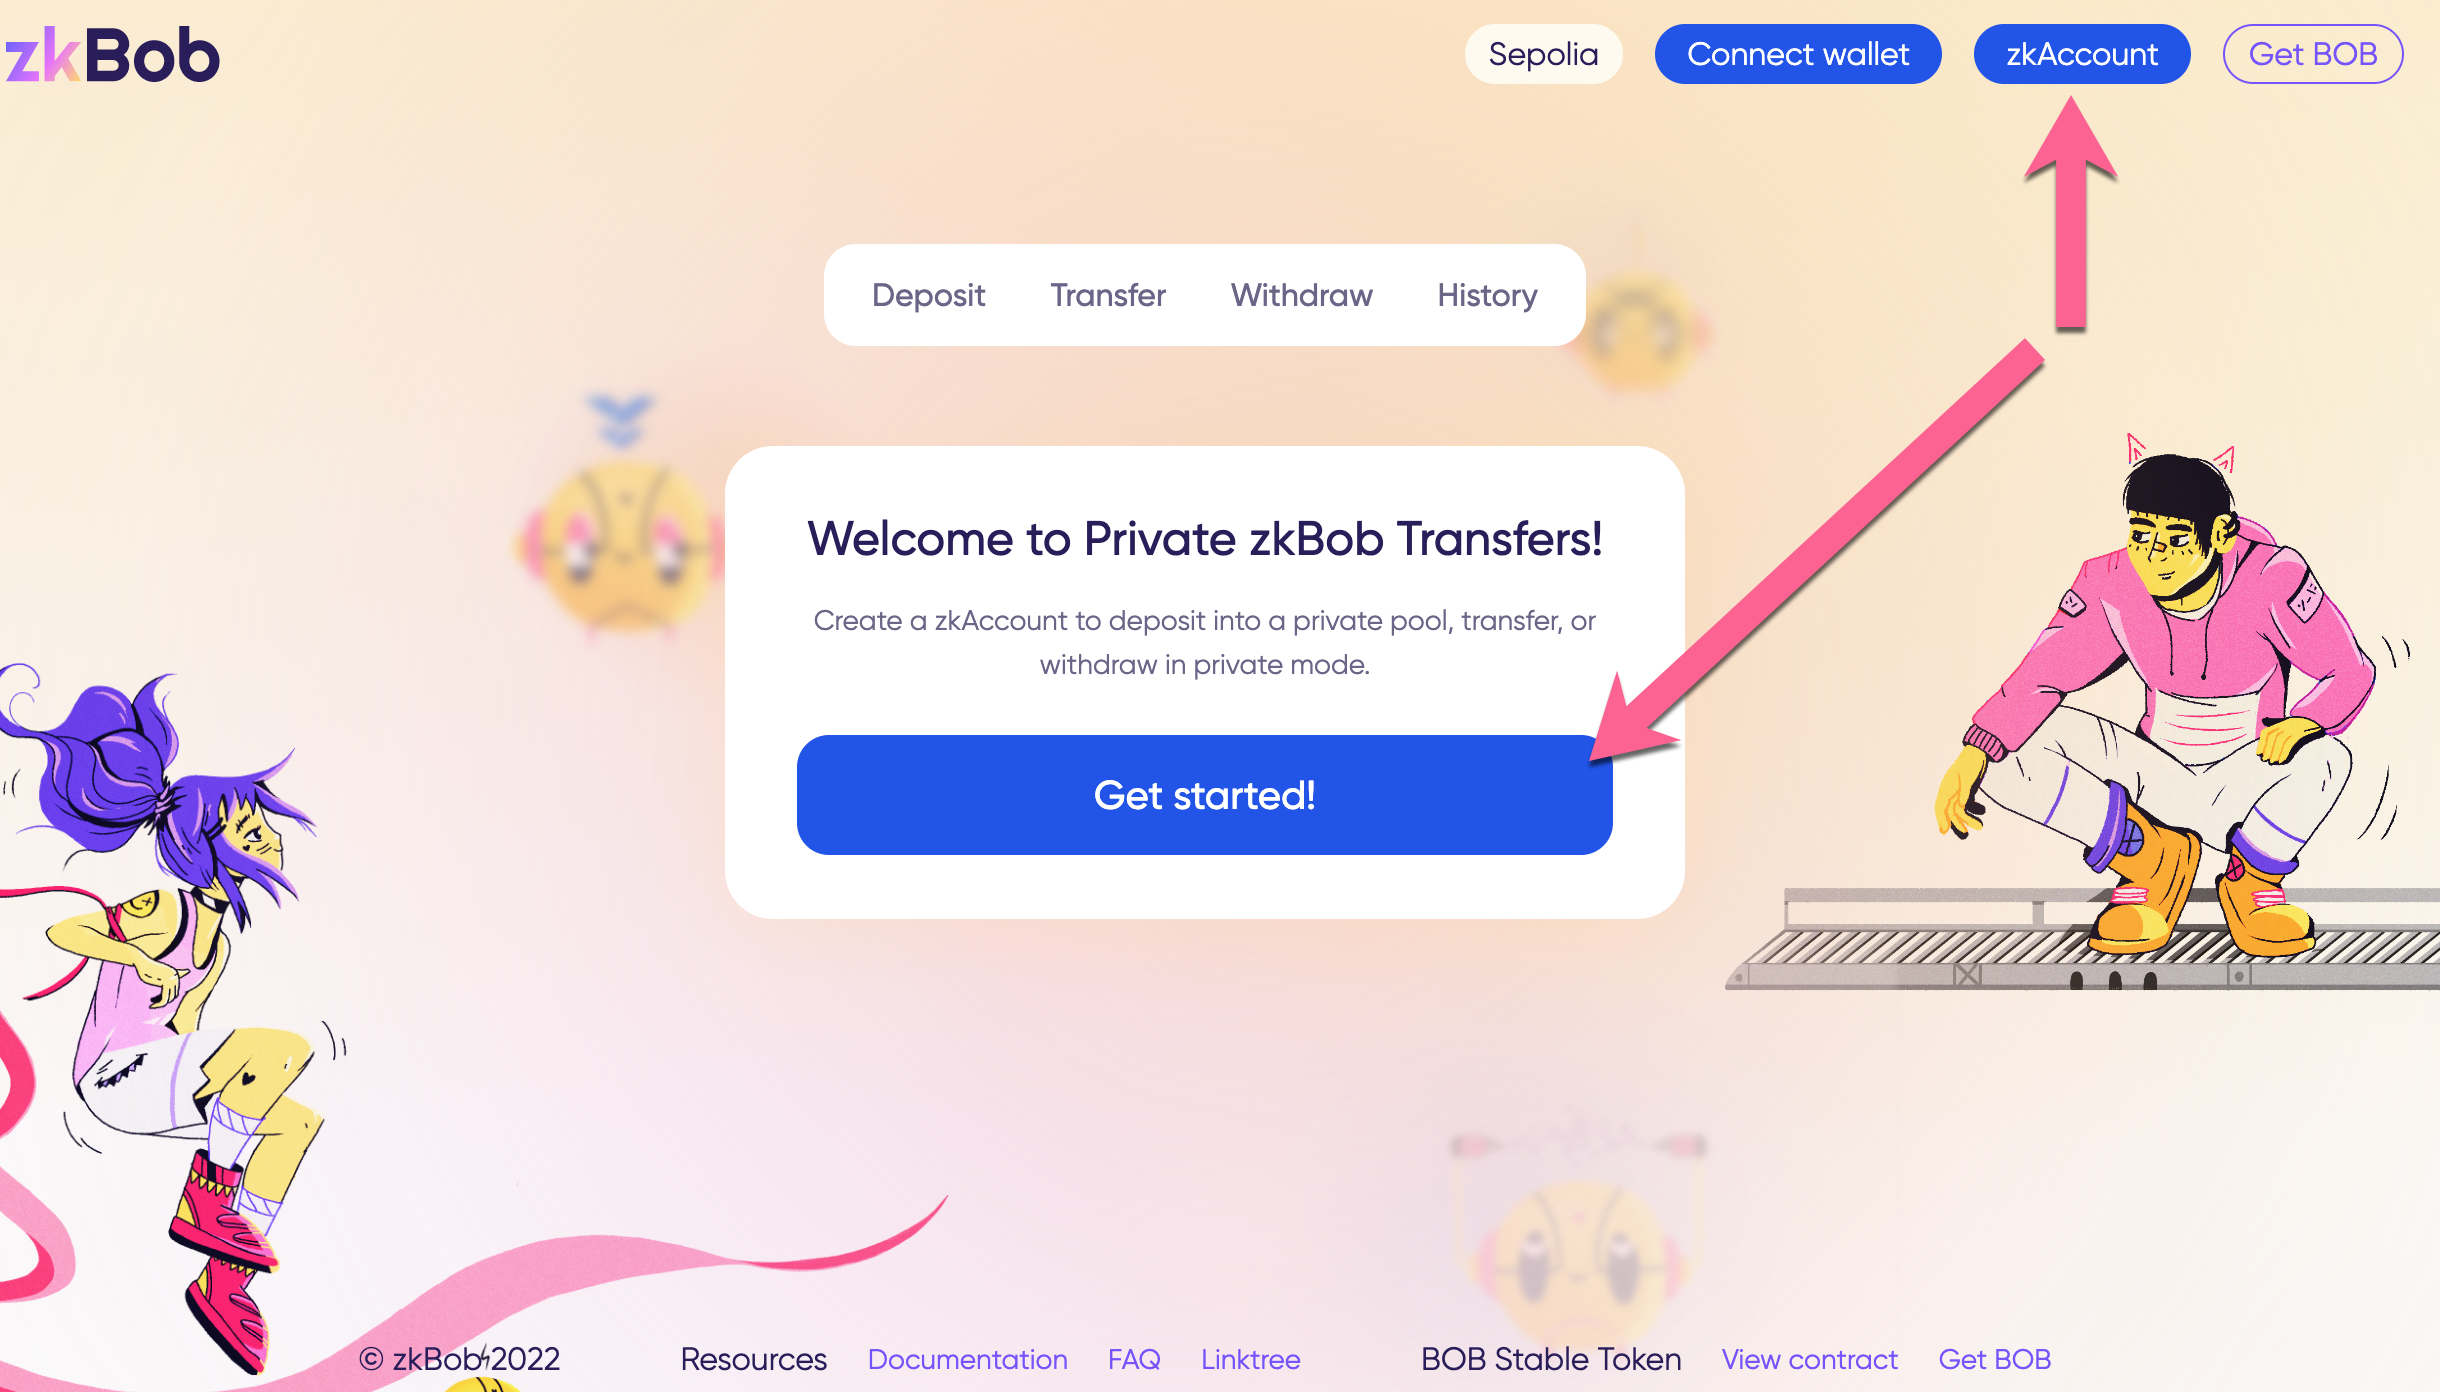 zkBob
Sepolia
Connect wallet
zkAccount
Get BOB
Deposit
Transfer
Withdraw
History
Welcome to Private zkBob Transfers!
Create a zkAccount to deposit into a private pool, transfer, or
withdraw in private mode.
Get started!
© zkBob 2022
Resources
Documentation
FAQ
Linktree
BOB Stable Token
View contract
Get BOB